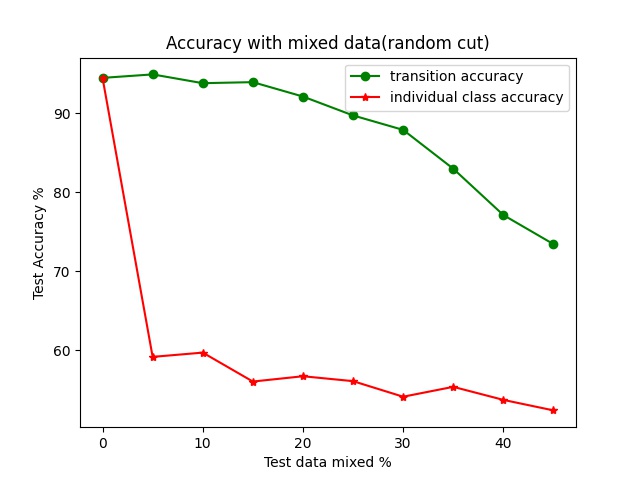 Accuracy with mixed data(random cut)
transition accuracy
individual class accuracy
Test Accuracy %
90
80
70
60
0 10 20 30 40
Test data mixed %